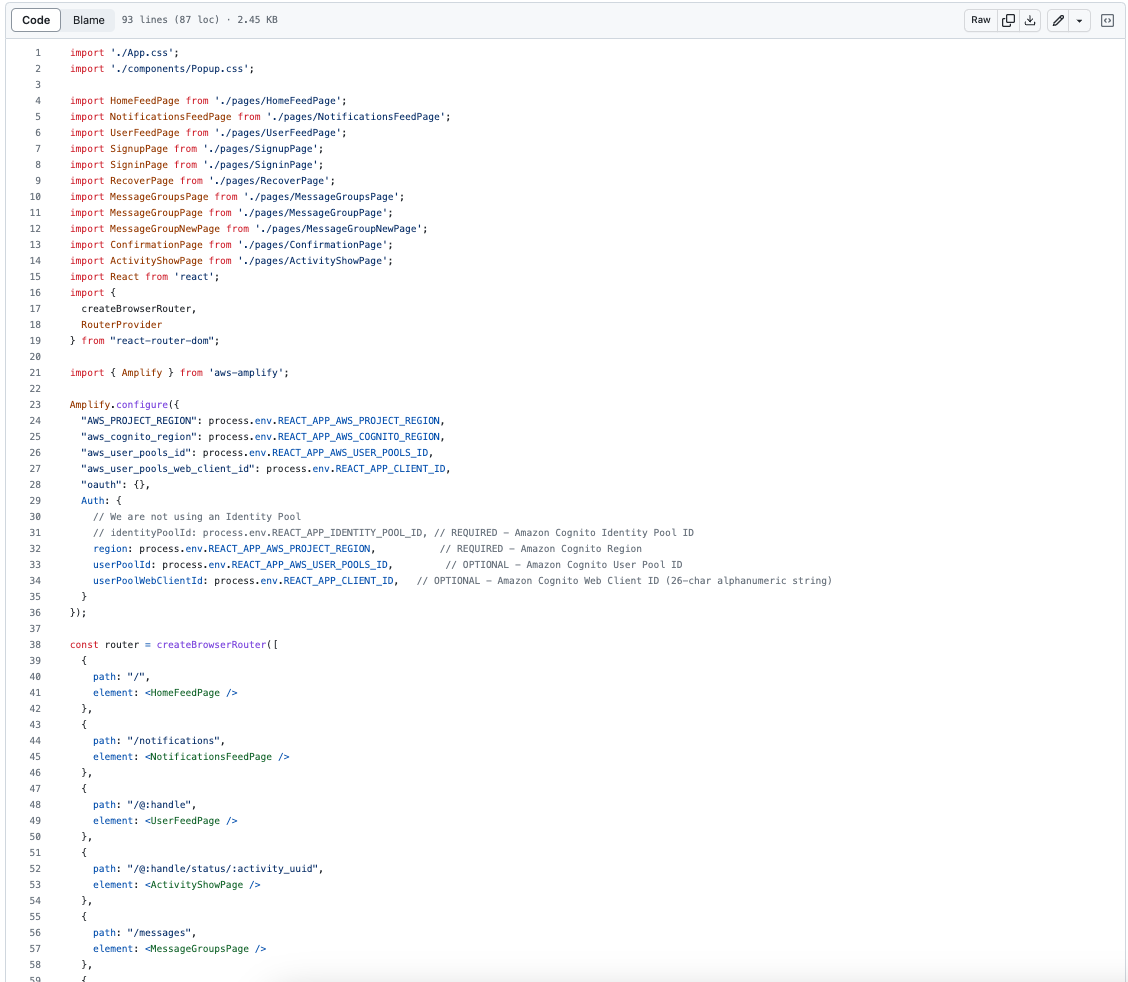 Code Blame 93 lines (87 loc) · 2.45 KB Raw
1 import './App.css';
2 import './components/Popup.css';
3
4 import HomeFeedPage from './pages/HomeFeedPage';
5 import NotificationsFeedPage from './pages/NotificationsFeedPage';
6 import UserFeedPage from './pages/UserFeedPage';
7 import SignupPage from './pages/SignupPage';
8 import SigninPage from './pages/SigninPage';
9 import RecoverPage from './pages/RecoverPage';
10 import MessageGroupsPage from './pages/MessageGroupsPage';
11 import MessageGroupPage from './pages/MessageGroupPage';
12 import MessageGroupNewPage from './pages/MessageGroupNewPage';
13 import ConfirmationPage from './pages/ConfirmationPage';
14 import ActivityShowPage from './pages/ActivityShowPage';
15 import React from 'react';
16 import {
17   createBrowserRouter,
18   RouterProvider
19 } from "react-router-dom";
20
21 import { Amplify } from 'aws-amplify';
22
23 Amplify.configure({
24   "AWS_PROJECT_REGION": process.env.REACT_APP_AWS_PROJECT_REGION,
25   "aws_cognito_region": process.env.REACT_APP_AWS_COGNITO_REGION,
26   "aws_user_pools_id": process.env.REACT_APP_AWS_USER_POOLS_ID,
27   "aws_user_pools_web_client_id": process.env.REACT_APP_CLIENT_ID,
28   "oauth": {},
29   Auth: {
30     // We are not using an Identity Pool
31     // identityPoolId: process.env.REACT_APP_IDENTITY_POOL_ID, // REQUIRED - Amazon Cognito Identity Pool ID
32     region: process.env.REACT_APP_AWS_PROJECT_REGION,           // REQUIRED - Amazon Cognito Region
33     userPoolId: process.env.REACT_APP_AWS_USER_POOLS_ID,         // OPTIONAL - Amazon Cognito User Pool ID
34     userPoolWebClientId: process.env.REACT_APP_CLIENT_ID,   // OPTIONAL - Amazon Cognito Web Client ID (26-char alphanumeric string)
35   }
36 });
37
38 const router = createBrowserRouter([
39   {
40     path: "/",
41     element: <HomeFeedPage />
42   },
43   {
44     path: "/notifications",
45     element: <NotificationsFeedPage />
46   },
47   {
48     path: "/@:handle",
49     element: <UserFeedPage />
50   },
51   {
52     path: "/@:handle/status/:activity_uuid",
53     element: <ActivityShowPage />
54   },
55   {
56     path: "/messages",
57     element: <MessageGroupsPage />
58   },
59   {